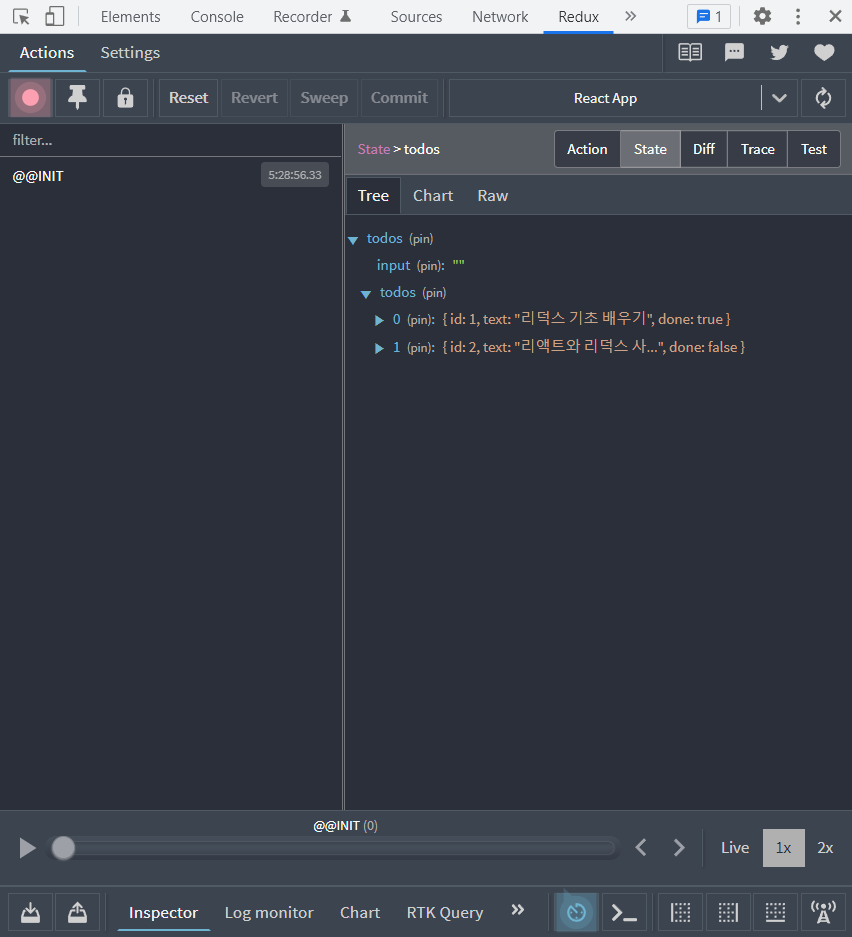 Elements Console Recorder Sources Network Redux 1
Actions Settings
Reset Revert Sweep Commit React App
filter...
State > todos Action State Diff Trace Test
@@INIT 5:28:56.33
Tree Chart Raw
todos (pin)
input (pin): ""
todos (pin)
0 (pin): { id: 1, text: "리덕스 기초 배우기", done: true }
1 (pin): { id: 2, text: "리액트와 리덕스 사...", done: false }
@@INIT (0)
Live 1x 2x
Inspector Log monitor Chart RTK Query